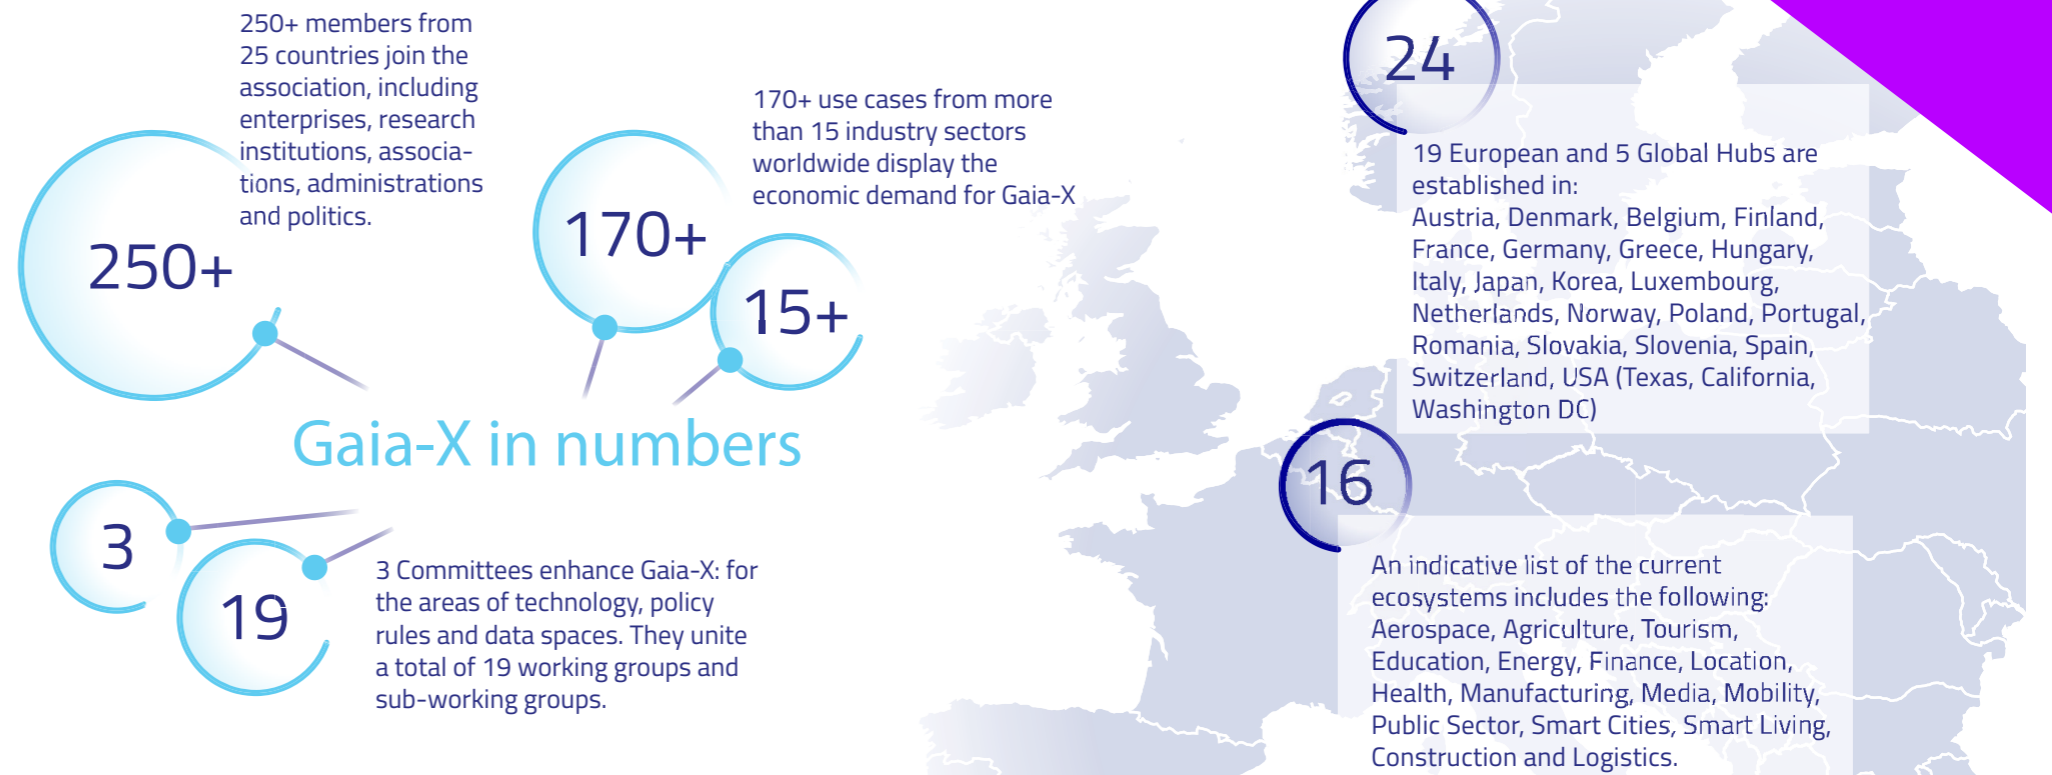 250+ members from
25 countries join the
association, including
enterprises, research
institutions, associa-
tions, administrations
and politics.
250+
170+ use cases from more
than 15 industry sectors
worldwide display the
economic demand for Gaia-X
170+
15+
Gaia-X in numbers
3
19
3 Committees enhance Gaia-X: for
the areas of technology, policy
rules and data spaces. They unite
a total of 19 working groups and
sub-working groups.
24
19 European and 5 Global Hubs are
established in:
Austria, Denmark, Belgium, Finland,
France, Germany, Greece, Hungary,
Italy, Japan, Korea, Luxembourg,
Netherlands, Norway, Poland, Portugal,
Romania, Slovakia, Slovenia, Spain,
Switzerland, USA (Texas, California,
Washington DC)
16
An indicative list of the current
ecosystems includes the following:
Aerospace, Agriculture, Tourism,
Education, Energy, Finance, Location,
Health, Manufacturing, Media, Mobility,
Public Sector, Smart Cities, Smart Living,
Construction and Logistics.